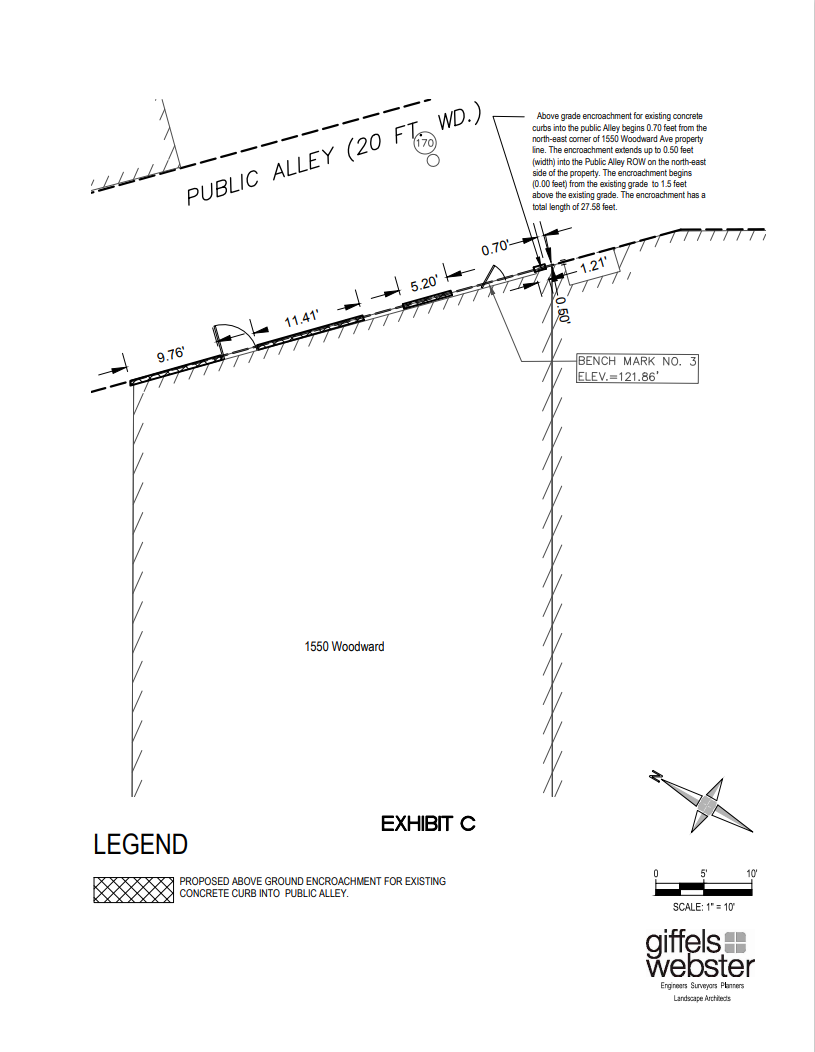 PUBLIC ALLEY (20 FT. WD.)
170
Above grade encroachment for existing concrete
curbs into the public Alley begins 0.70 feet from the
north-east corner of 1550 Woodward Ave property
line. The encroachment extends up to 0.50 feet
(width) into the Public Alley ROW on the north-east
side of the property. The encroachment begins
(0.00 feet) from the existing grade to 1.5 feet
above the existing grade. The encroachment has a
total length of 27.58 feet.
0.70'
1.21'
5.20'
0.50'
11.41'
9.76'
BENCH MARK NO. 3
ELEV.=121.86'
1550 Woodward
N
EXHIBIT C
LEGEND
PROPOSED ABOVE GROUND ENCROACHMENT FOR EXISTING
CONCRETE CURB INTO PUBLIC ALLEY.
0 5' 10'
SCALE: 1" = 10'
giffels
webster
Engineers Surveyors Planners
Landscape Architects